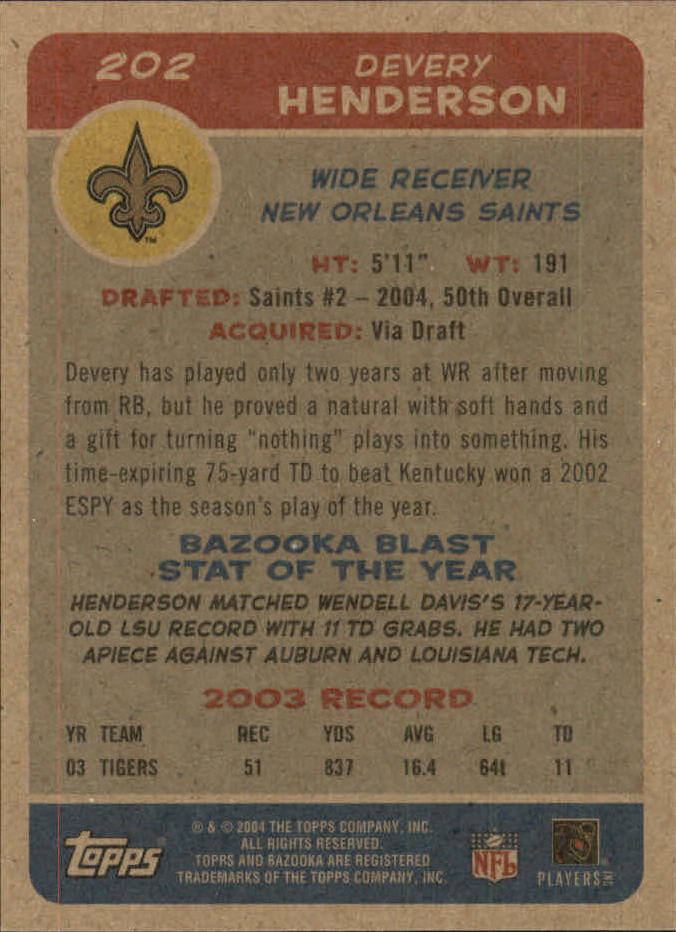 202
DEVERY
HENDERSON
TM
WIDE RECEIVER
NEW ORLEANS SAINTS
HT: 5'11" WT: 191
DRAFTED: Saints #2 – 2004, 50th Overall
ACQUIRED: Via Draft
Devery has played only two years at WR after moving
from RB, but he proved a natural with soft hands and
a gift for turning "nothing" plays into something. His
time-expiring 75-yard TD to beat Kentucky won a 2002
ESPY as the season's play of the year.
BAZOOKA BLAST
STAT OF THE YEAR
HENDERSON MATCHED WENDELL DAVIS'S 17-YEAR-
OLD LSU RECORD WITH 11 TD GRABS. HE HAD TWO
APIECE AGAINST AUBURN AND LOUISIANA TECH.
2003 RECORD
YR TEAM REC YDS AVG LG TD
03 TIGERS 51 837 16.4 64t 11
topps
® & © 2004 THE TOPPS COMPANY, INC.
ALL RIGHTS RESERVED.
TOPPS AND BAZOOKA ARE REGISTERED
TRADEMARKS OF THE TOPPS COMPANY, INC.
NFL
PLAYERS